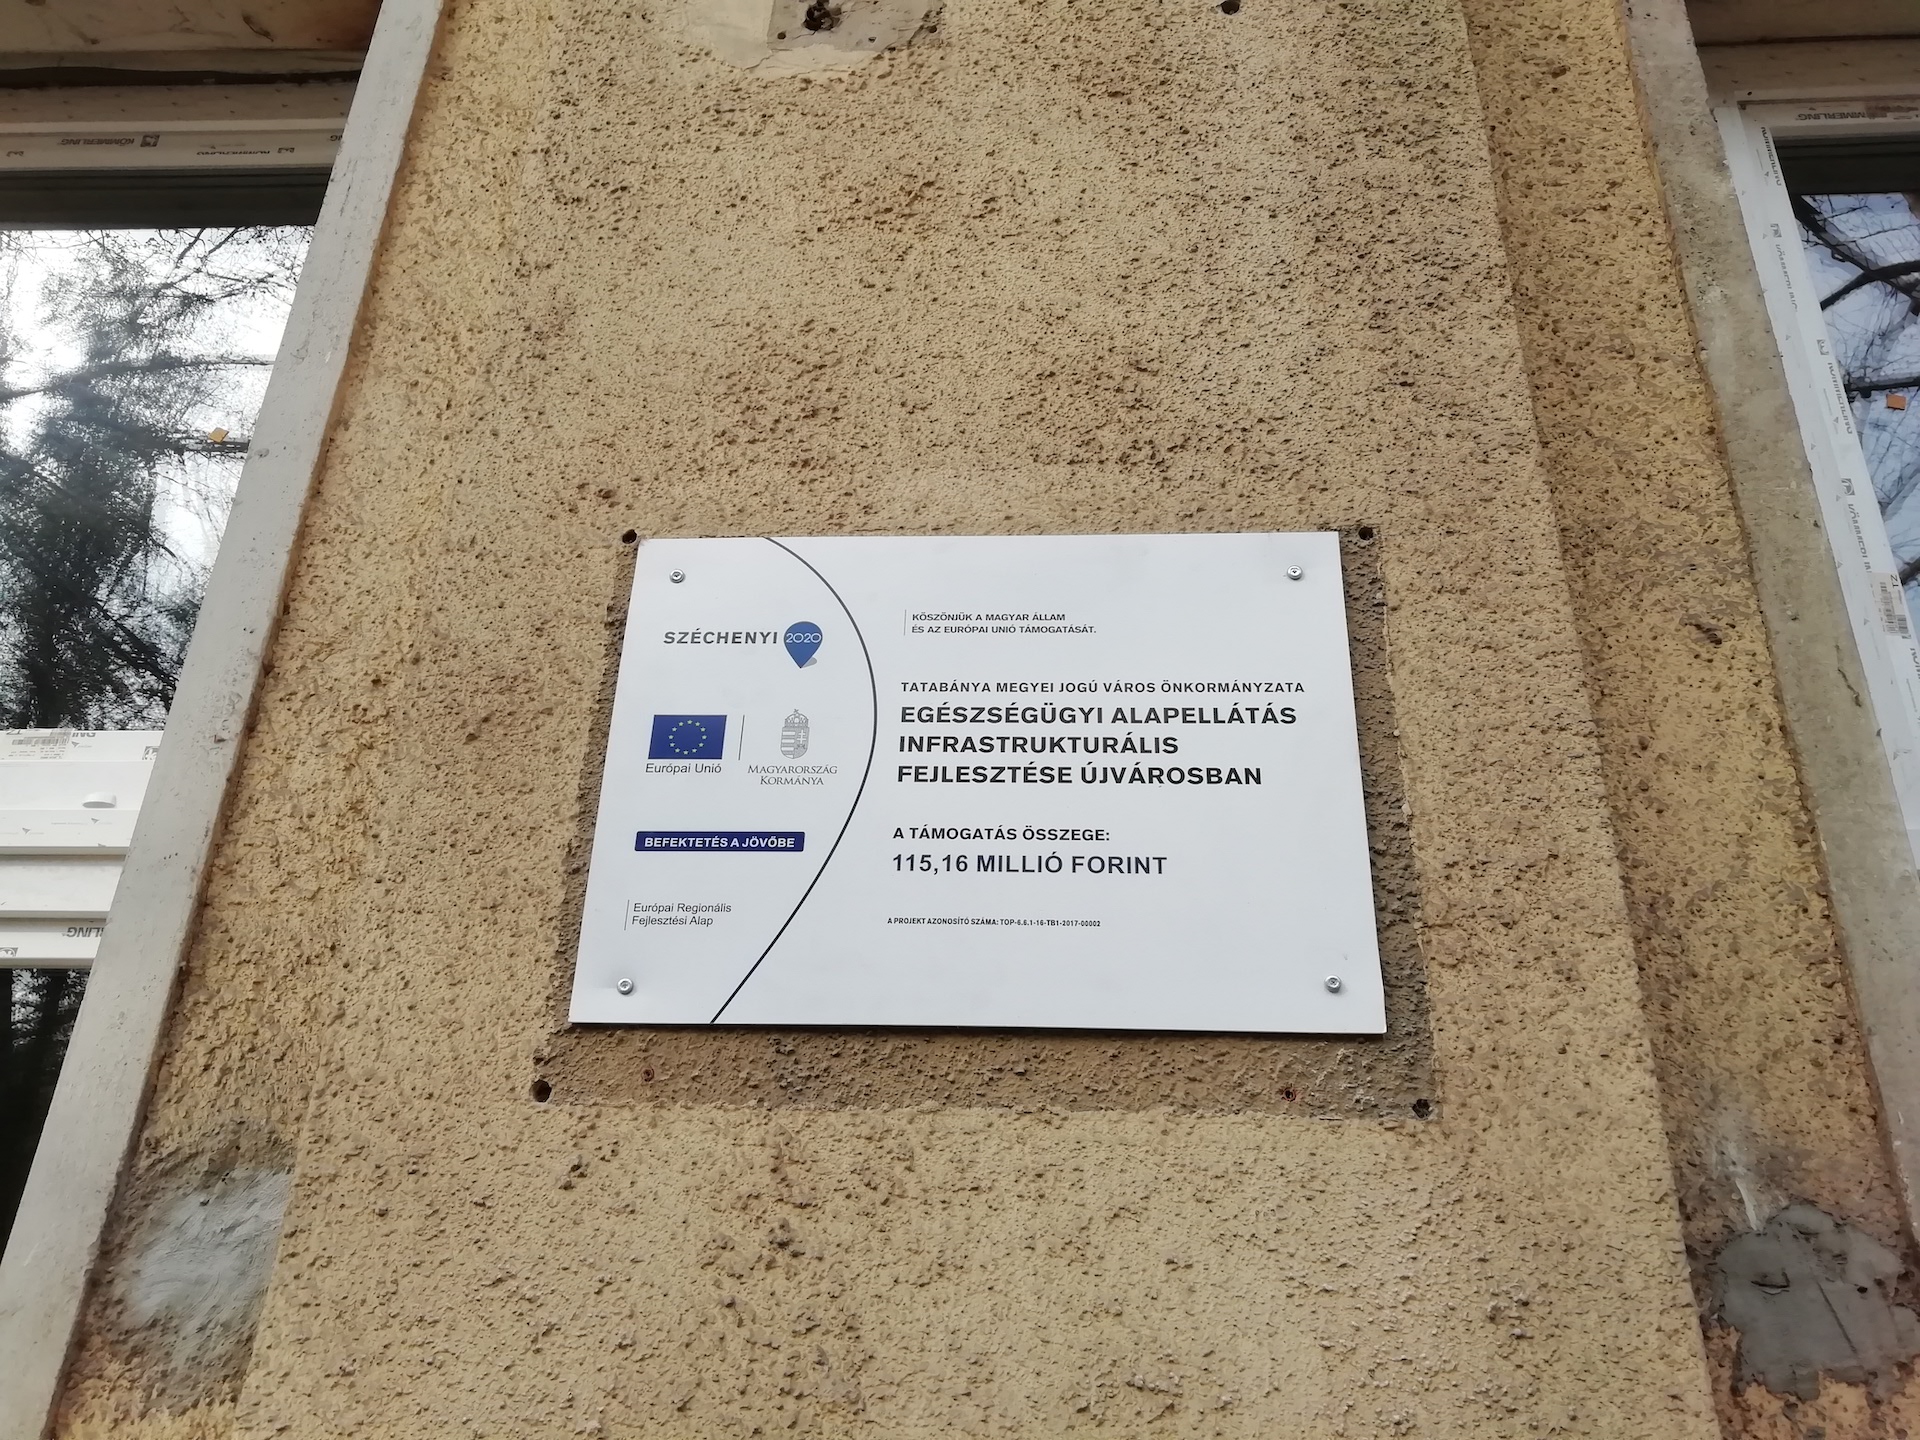 KÖMMERLING
SZÉCHENYI 2020
Európai Unió
MAGYARORSZÁG
KORMÁNYA
BEFEKTETÉS A JÖVŐBE
Európai Regionális
Fejlesztési Alap
KÖSZÖNJÜK A MAGYAR ÁLLAM
ÉS AZ EURÓPAI UNIÓ TÁMOGATÁSÁT.
TATABÁNYA MEGYEI JOGÚ VÁROS ÖNKORMÁNYZATA
EGÉSZSÉGÜGYI ALAPELLÁTÁS
INFRASTRUKTURÁLIS
FEJLESZTÉSE ÚJVÁROSBAN
A TÁMOGATÁS ÖSSZEGE:
115,16 MILLIÓ FORINT
A PROJEKT AZONOSÍTÓ SZÁMA: TOP-6.6.1-16-TB1-2017-00002